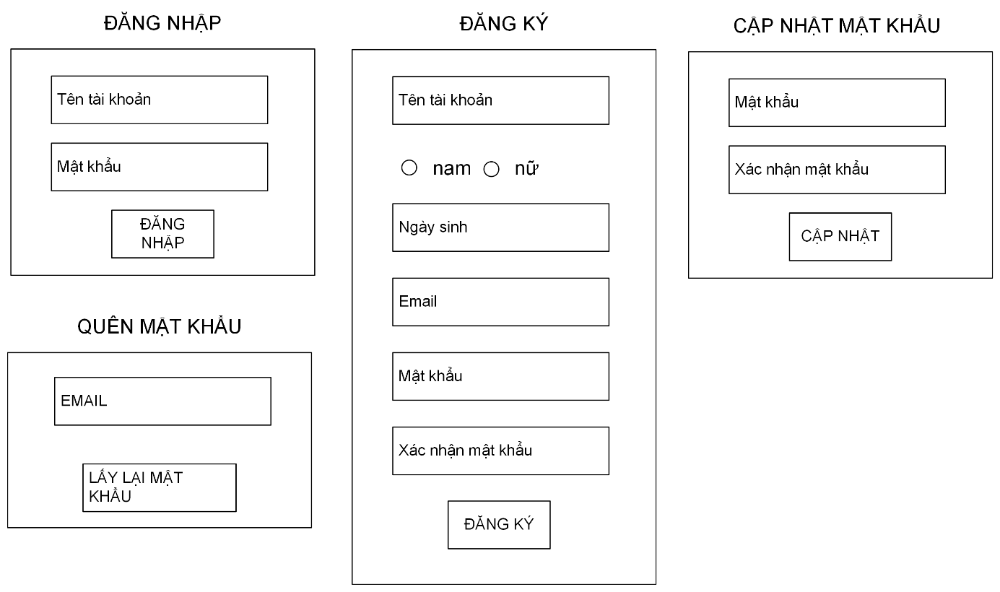 ĐĂNG NHẬP
Tên tài khoản
Mật khẩu
ĐĂNG
NHẬP
QUÊN MẬT KHẨU
EMAIL
LẤY LẠI MẬT
KHẨU
ĐĂNG KÝ
Tên tài khoản
nam nữ
Ngày sinh
Email
Mật khẩu
Xác nhận mật khẩu
ĐĂNG KÝ
CẬP NHẬT MẬT KHẨU
Mật khẩu
Xác nhận mật khẩu
CẬP NHẬT